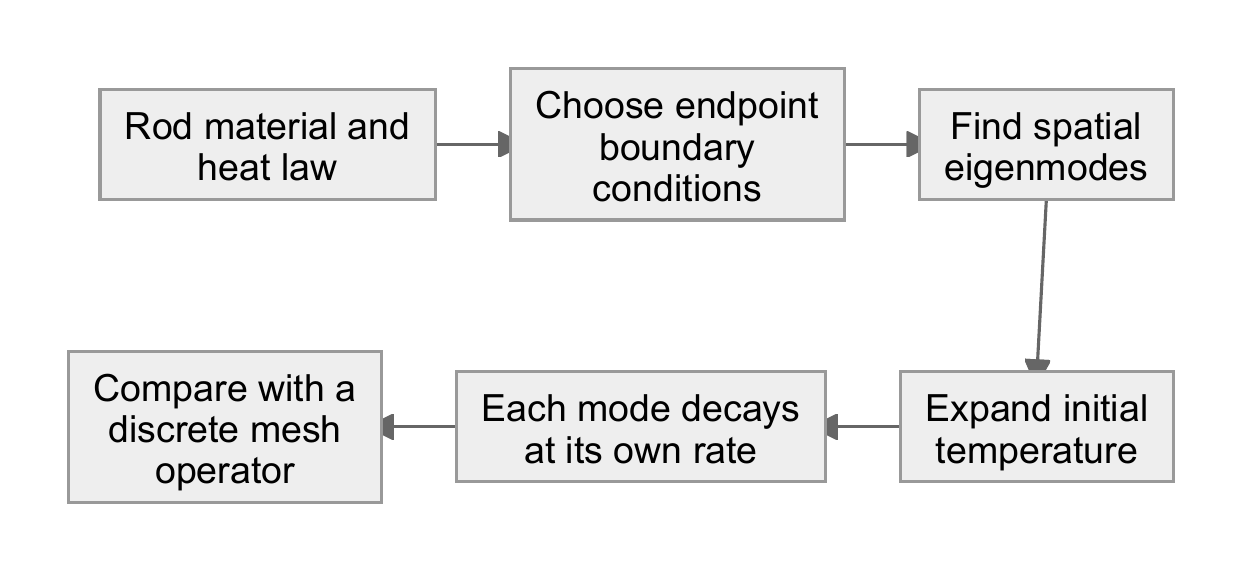 Rod material and
heat law
Choose endpoint
boundary
conditions
Find spatial
eigenmodes
Expand initial
temperature
Each mode decays
at its own rate
Compare with a
discrete mesh
operator